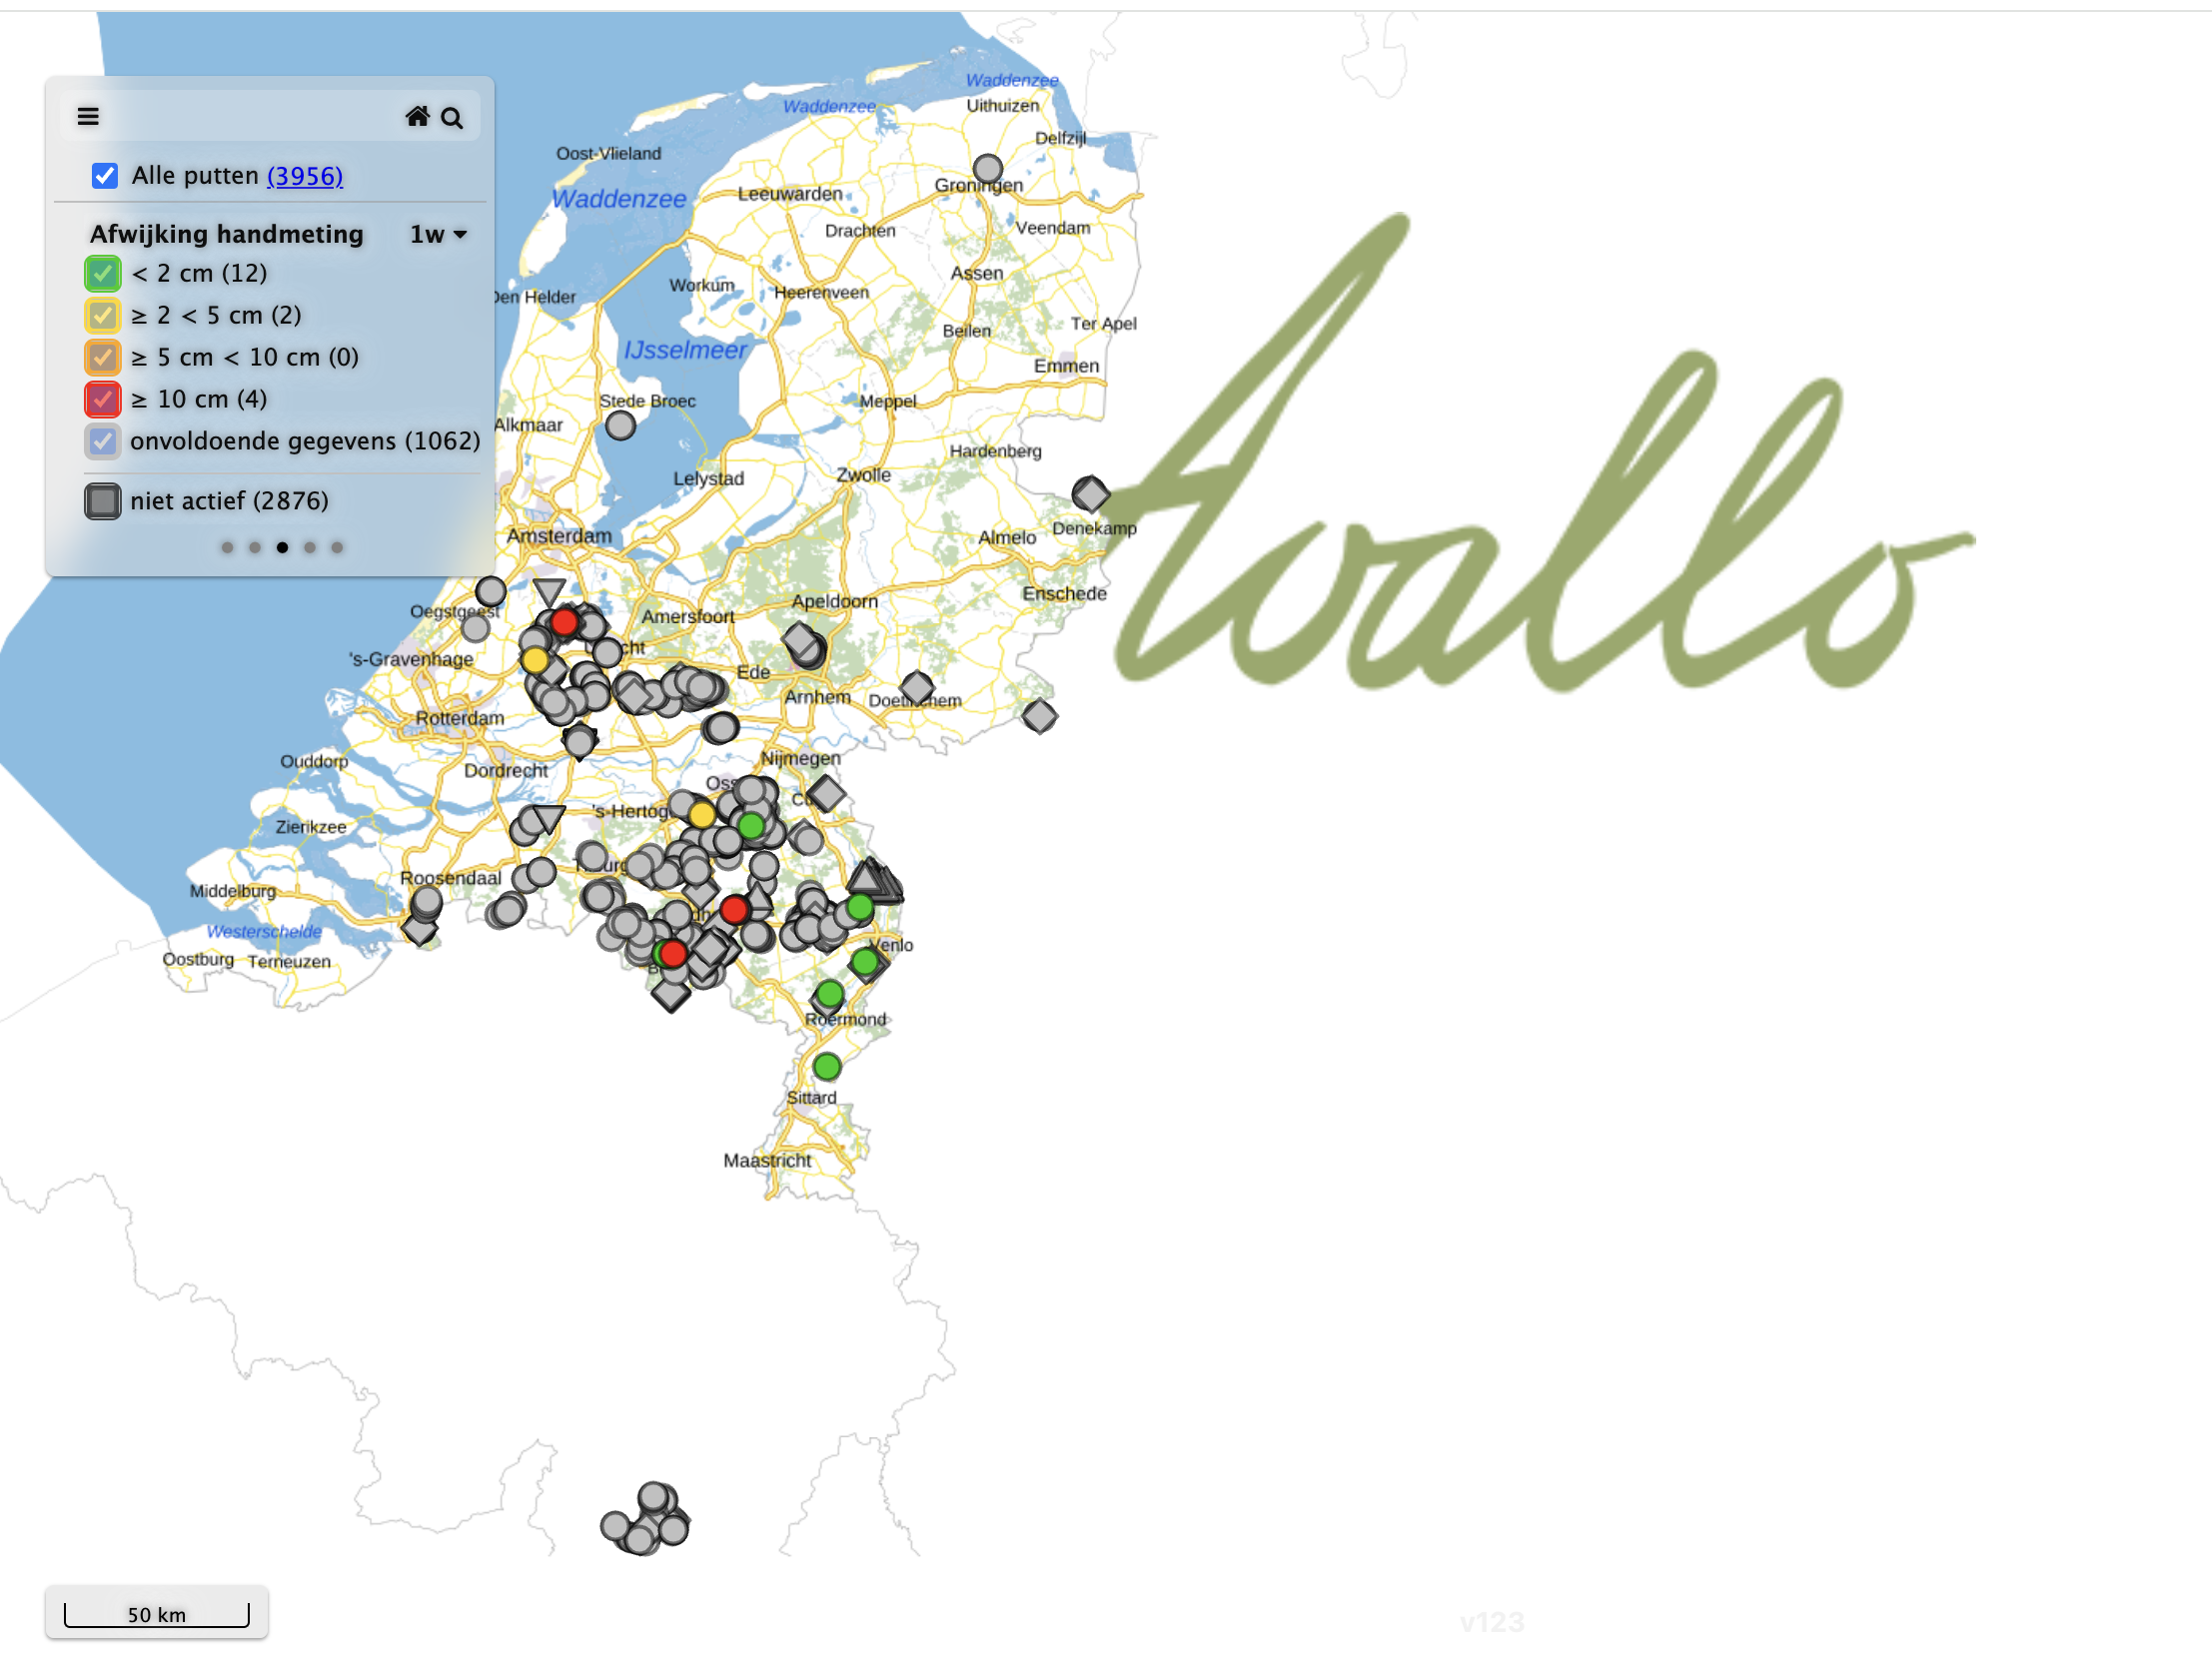 Alle putten (3956)
Afwijking handmeting 1w
< 2 cm (12)
≥ 2 < 5 cm (2)
≥ 5 cm < 10 cm (0)
≥ 10 cm (4)
onvoldoende gegevens (1062)
niet actief (2876)
Waddenzee
Waddenzee
Uithuizen
Delfzijl
Oost-Vlieland
Waddenzee
Leeuwarden
Groningen
Drachten
Veendam
Assen
Workum
Heerenveen
Den Helder
Beilen
Ter Apel
IJsselmeer
Emmen
Stede Broec
Meppel
Alkmaar
Hardenberg
Lelystad
Zwolle
Amsterdam
Almelo
Denekamp
Enschede
Apeldoorn
Oegstgeest
Amersfoort
cht
's-Gravenhage
Ede
Arnhem
Doetinchem
Rotterdam
Nijmegen
Ouddorp
Dordrecht
Oss
's-Hertog
Zierikzee
Roosendaal
Middelburg
Westerschelde
Venlo
Oostburg
Terneuzen
Roermond
Sittard
Maastricht
Avallo
50 km
v123